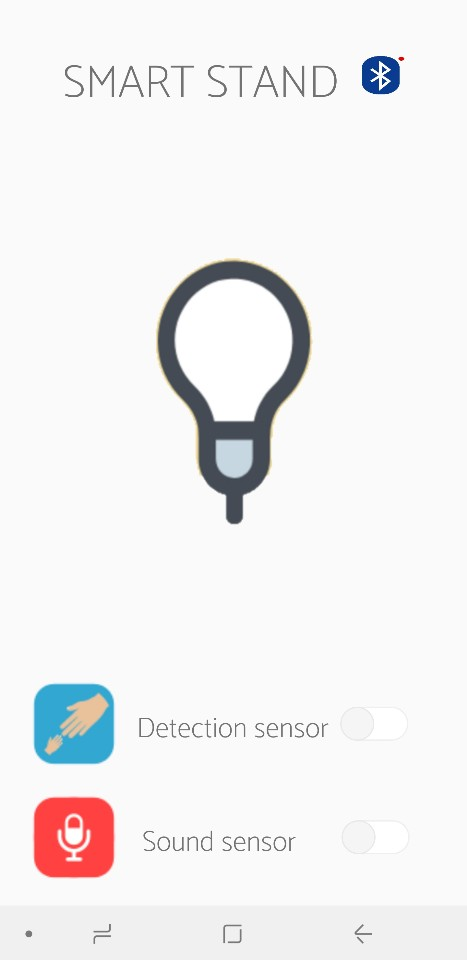 SMART STAND
Detection sensor
Sound sensor